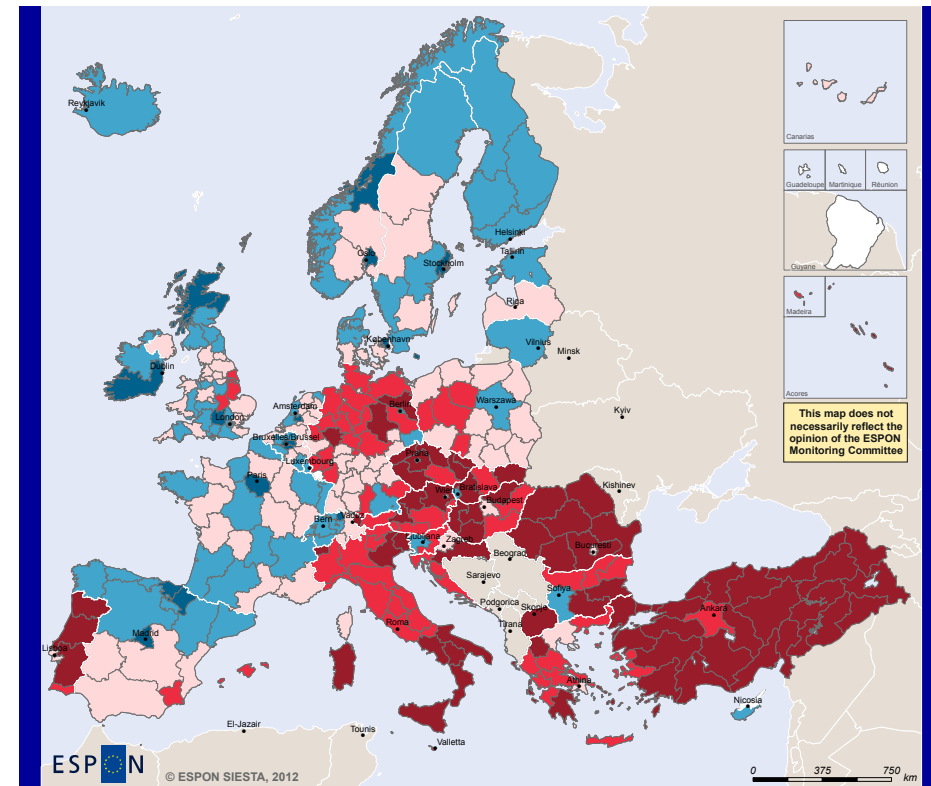 Reykjavik
Canarias
Guadeloupe
Martinique
Réunion
Guyane
Madeira
Acores
This map does not
necessarily reflect the
opinion of the ESPON
Monitoring Committee
Helsinki
Tallinn
Oslo
Stockholm
Riga
København
Vilnius
Minsk
Dublin
Amsterdam
Berlin
Warszawa
London
Kyiv
Bruxelles/Brussel
Luxembourg
Praha
Paris
Kishinev
Wien
Bratislava
Budapest
Bern
Vaduz
Ljubljana
Zagreb
Beograd
Bucuresti
Sarajevo
Sofiya
Podgorica
Skopje
Ankara
Roma
Tirana
Madrid
Lisboa
Athina
Nicosia
El-Jazair
Tounis
Valletta
ESPON
© ESPON SIESTA, 2012
0 375 750
km